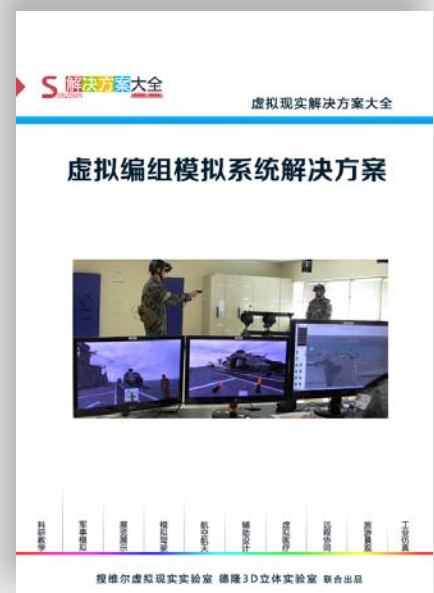 S 解决方案大全
Solution
虚拟现实解决方案大全
虚拟编组模拟系统解决方案
科研教学
军事模拟
展览展示
模拟驾驶
航空航天
辅助设计
虚拟医疗
远程协同
旅游景观
工业仿真
搜维尔虚拟现实实验室 德隆3D立体实验室 联合出品